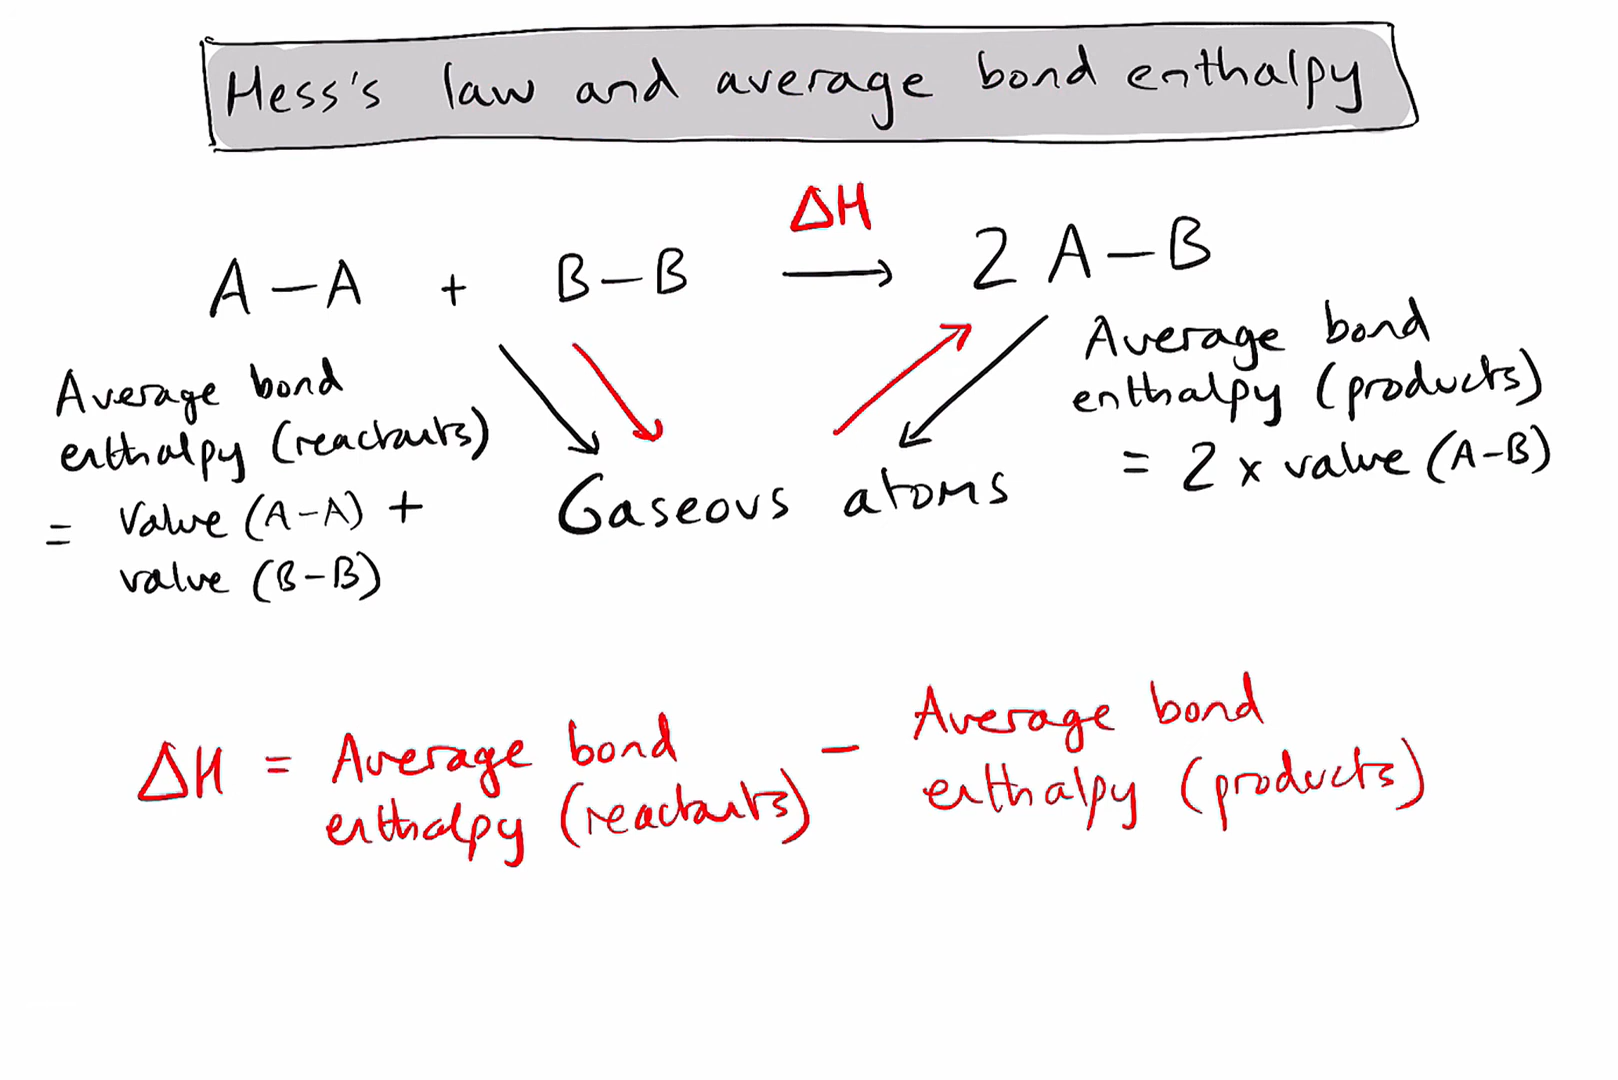 Hess's law and average bond enthalpy
ΔH
A – A + B – B → 2 A – B
Average bond
enthalpy (reactants)
= Value (A–A) +
value (B–B)
Gaseous atoms
Average bond
enthalpy (products)
= 2 x value (A–B)
ΔH = Average bond
enthalpy (reactants)
– Average bond
enthalpy (products)